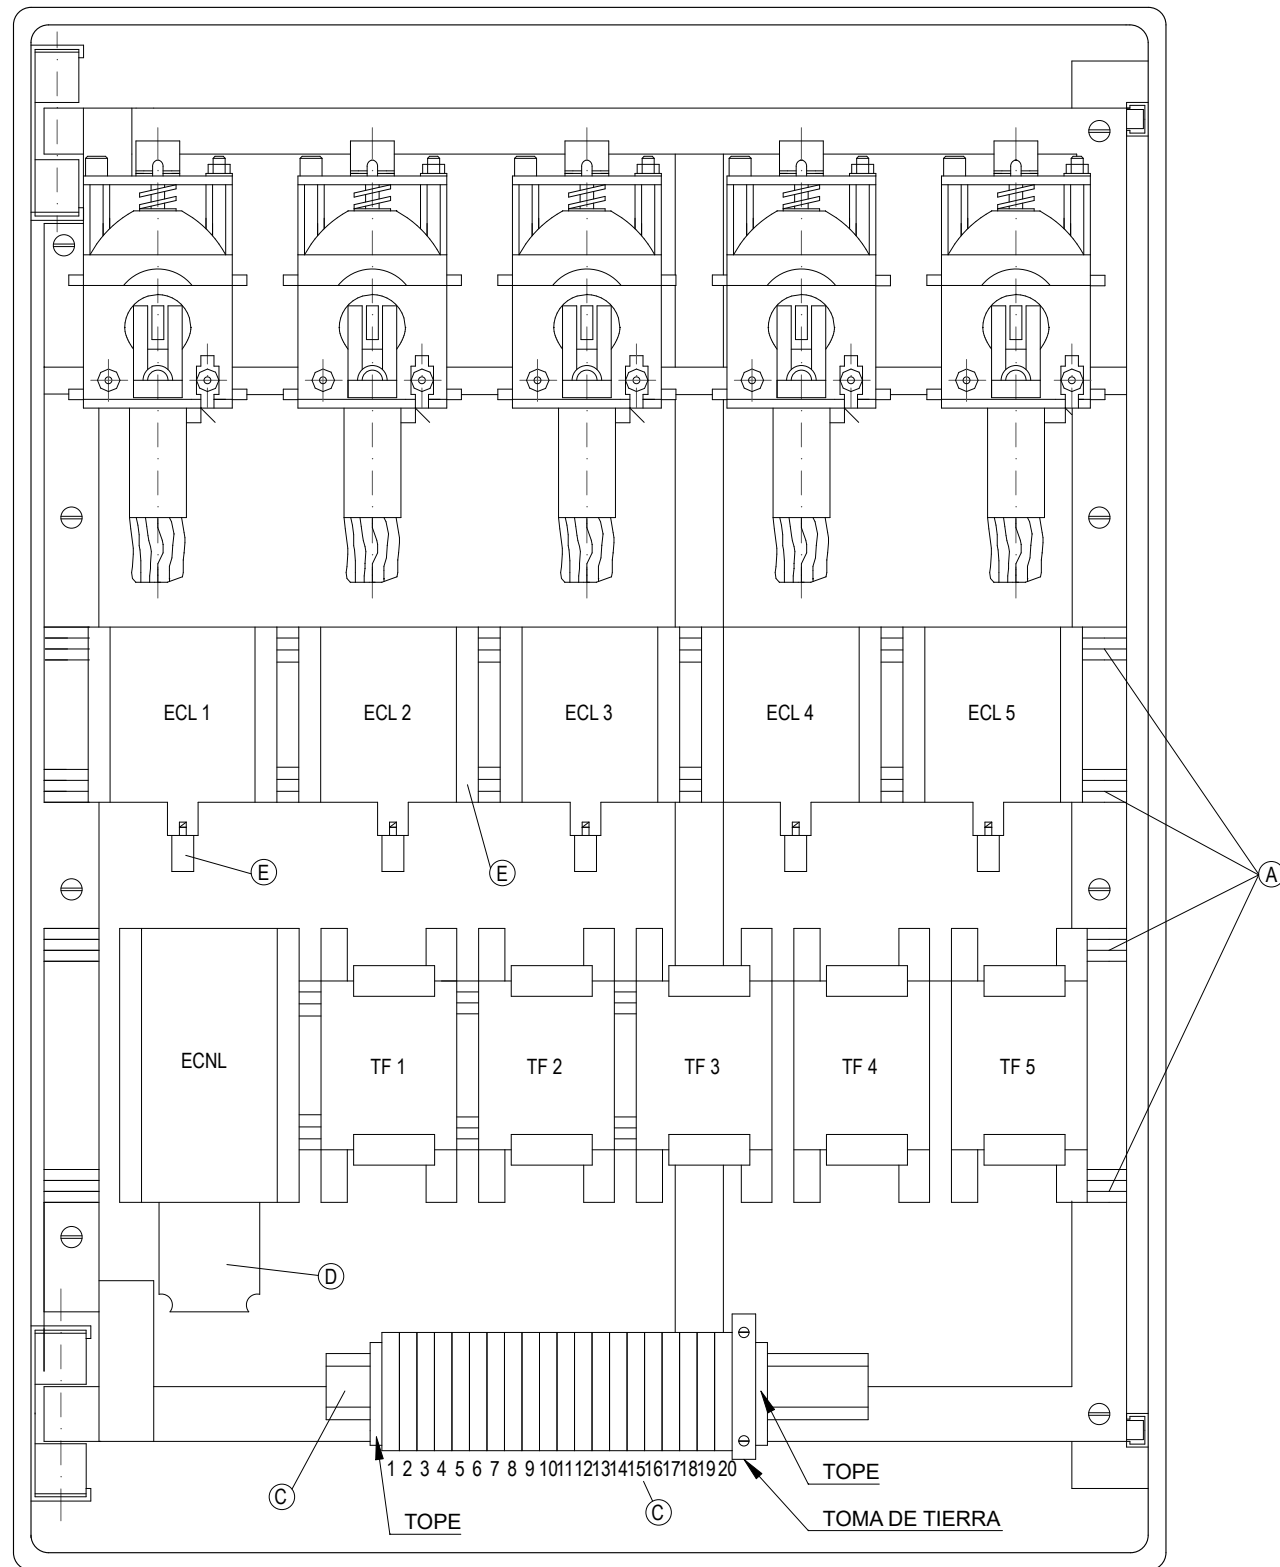 ECL 1 ECL 2 ECL 3 ECL 4 ECL 5
E E
A
ECNL TF 1 TF 2 TF 3 TF 4 TF 5
D
1 2 3 4 5 6 7 8 9 10 11 12 13 14 15 16 17 18 19 20
TOPE
C C
TOPE TOMA DE TIERRA